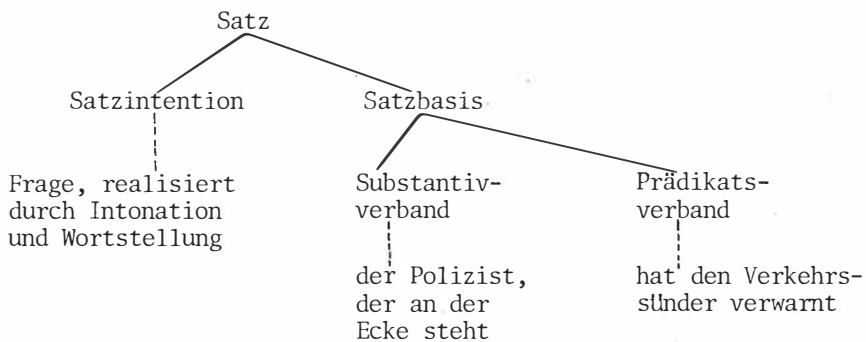 Satz
Satzintention
Satzbasis
Frage, realisiert
durch Intonation
und Wortstellung
Substantiv-
verband
der Polizist,
der an der
Ecke steht
Prädikats-
verband
hat den Verkehrs-
sünder verwarnt